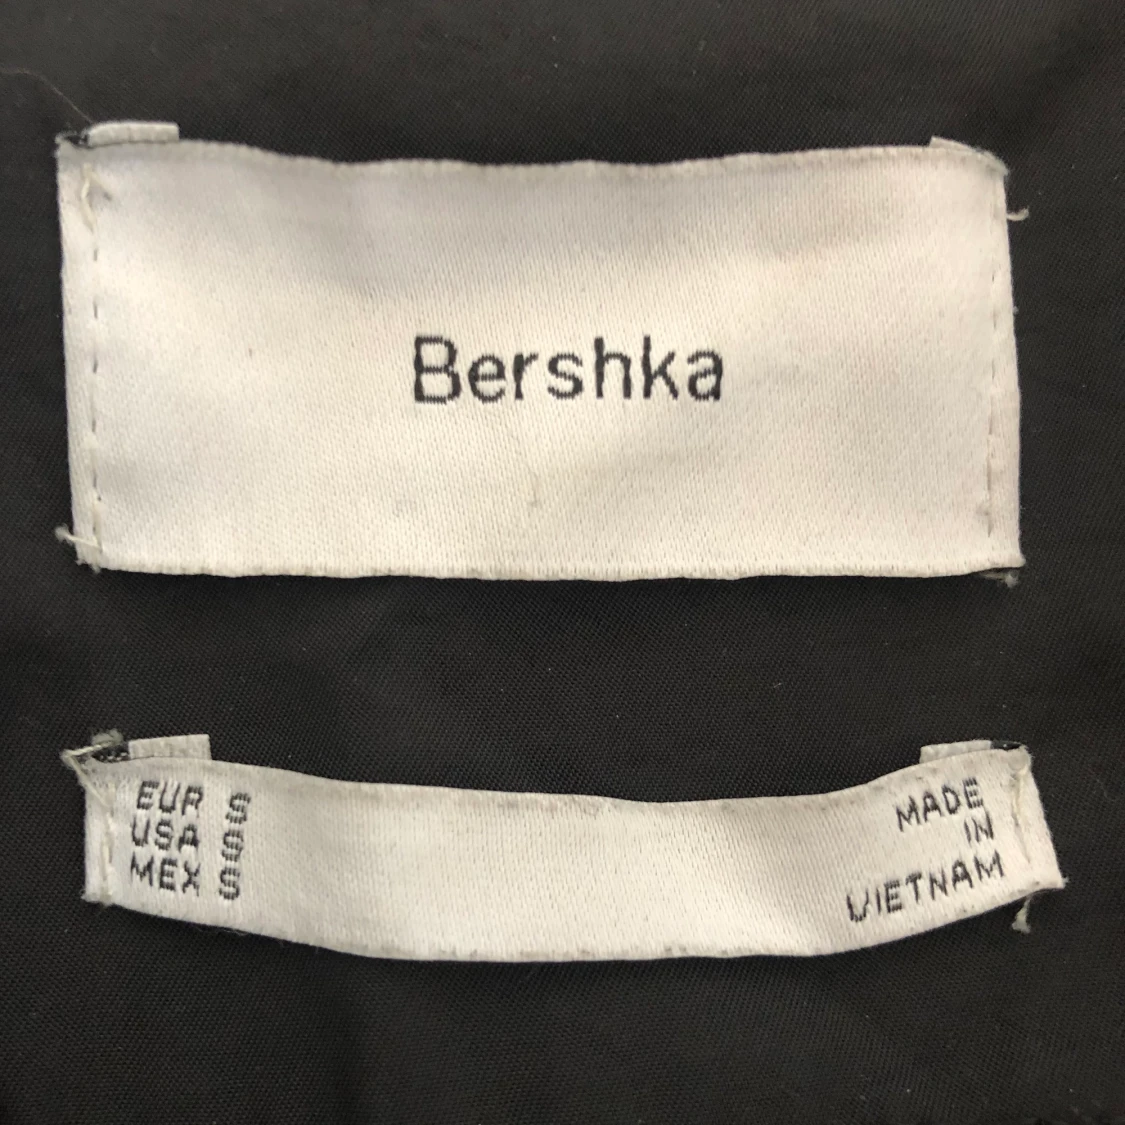 Bershka
EUR S
USA S
MEX S
MADE
IN
VIETNAM